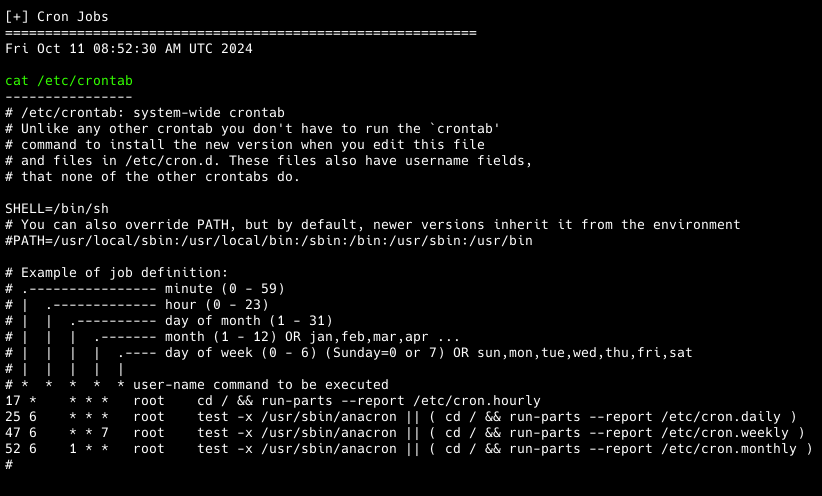 [+] Cron Jobs
===========================================================
Fri Oct 11 08:52:30 AM UTC 2024

cat /etc/crontab
----------------
# /etc/crontab: system-wide crontab
# Unlike any other crontab you don't have to run the `crontab'
# command to install the new version when you edit this file
# and files in /etc/cron.d. These files also have username fields,
# that none of the other crontabs do.

SHELL=/bin/sh
# You can also override PATH, but by default, newer versions inherit it from the environment
#PATH=/usr/local/sbin:/usr/local/bin:/sbin:/bin:/usr/sbin:/usr/bin

# Example of job definition:
# .---------------- minute (0 - 59)
# |  .------------- hour (0 - 23)
# |  |  .---------- day of month (1 - 31)
# |  |  |  .------- month (1 - 12) OR jan,feb,mar,apr ...
# |  |  |  |  .---- day of week (0 - 6) (Sunday=0 or 7) OR sun,mon,tue,wed,thu,fri,sat
# |  |  |  |  |
# *  *  *  *  * user-name command to be executed
17 *    * * *   root    cd / && run-parts --report /etc/cron.hourly
25 6    * * *   root    test -x /usr/sbin/anacron || ( cd / && run-parts --report /etc/cron.daily )
47 6    * * 7   root    test -x /usr/sbin/anacron || ( cd / && run-parts --report /etc/cron.weekly )
52 6    1 * *   root    test -x /usr/sbin/anacron || ( cd / && run-parts --report /etc/cron.monthly )
#